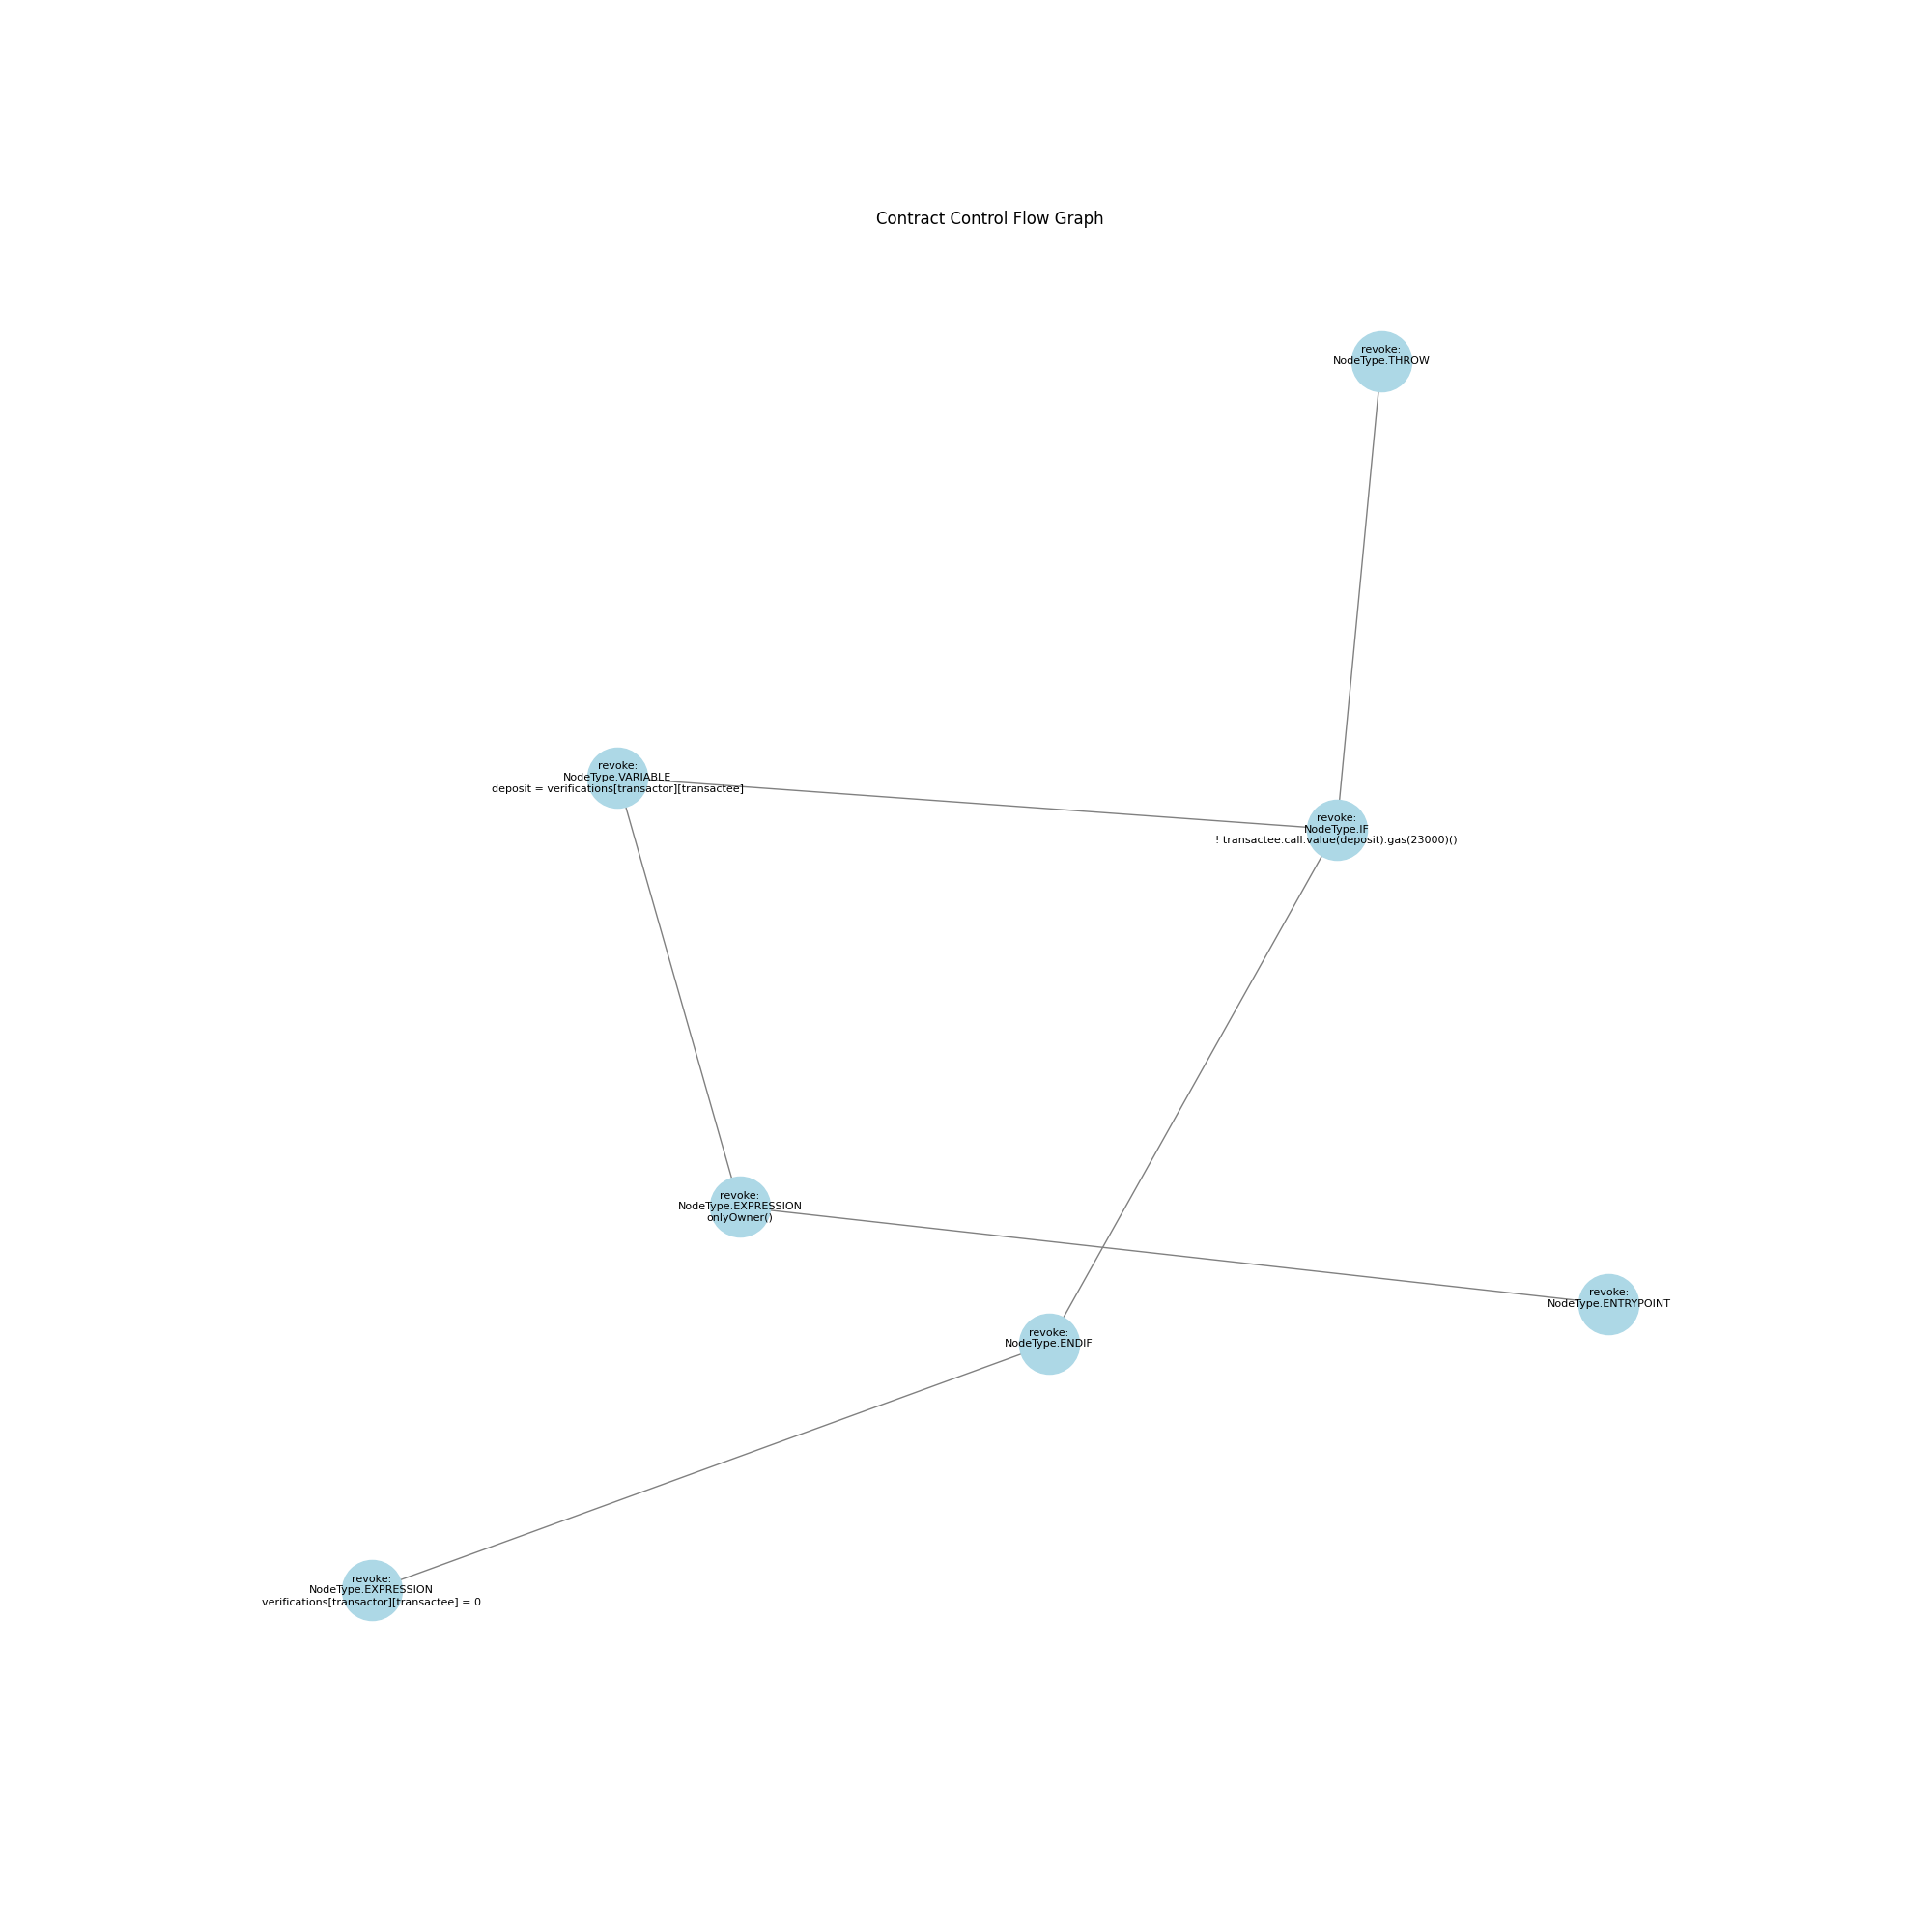 Contract Control Flow Graph
revoke:
NodeType.THROW
revoke:
NodeType.VARIABLE
deposit = verifications[transactor][transactee]
revoke:
NodeType.IF
! transactee.call.value(deposit).gas(23000)()
revoke:
NodeType.EXPRESSION
onlyOwner()
revoke:
NodeType.ENTRYPOINT
revoke:
NodeType.ENDIF
revoke:
NodeType.EXPRESSION
verifications[transactor][transactee] = 0